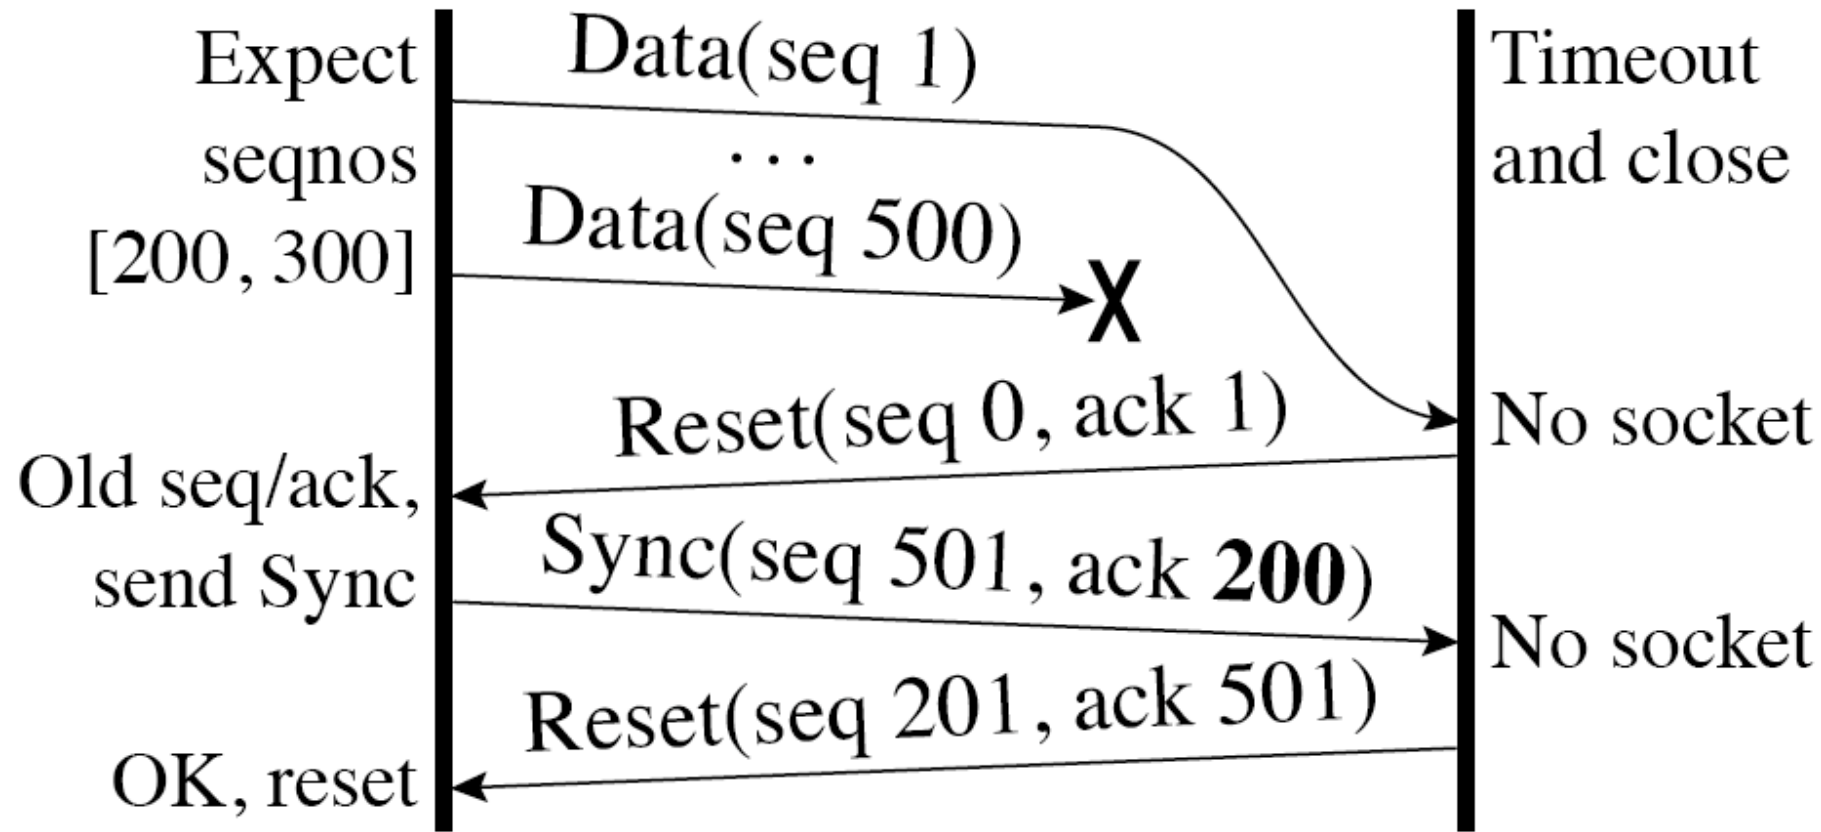 Expect
seqnos
[200, 300]
Data(seq 1)
. . .
Data(seq 500)
X
Timeout
and close
Reset(seq 0, ack 1)
No socket
Old seq/ack,
send Sync
Sync(seq 501, ack 200)
No socket
Reset(seq 201, ack 501)
OK, reset